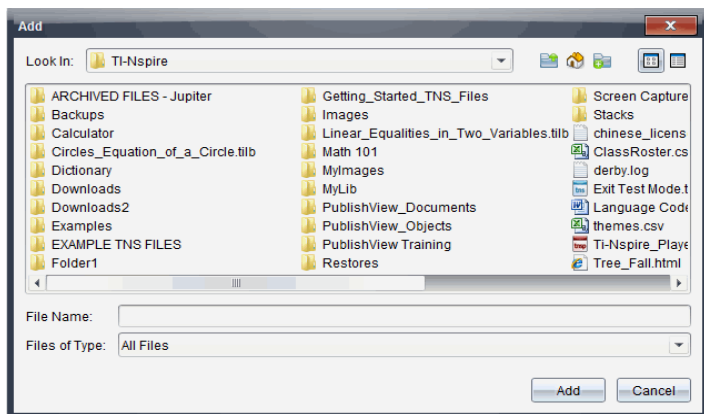 Add
Look In: TI-Nspire
ARCHIVED FILES - Jupiter
Backups
Calculator
Circles_Equation_of_a_Circle.tilb
Dictionary
Downloads
Downloads2
Examples
EXAMPLE TNS FILES
Folder1
Getting_Started_TNS_Files
Images
Linear_Equalities_in_Two_Variables.tilb
Math 101
MyImages
MyLib
PublishView_Documents
PublishView_Objects
PublishView Training
Restores
Screen Capture
Stacks
chinese_licens
ClassRoster.cs
derby.log
Exit Test Mode.t
Language Code
themes.csv
Ti-Nspire_Playe
Tree_Fall.html
File Name:
Files of Type: All Files
Add Cancel